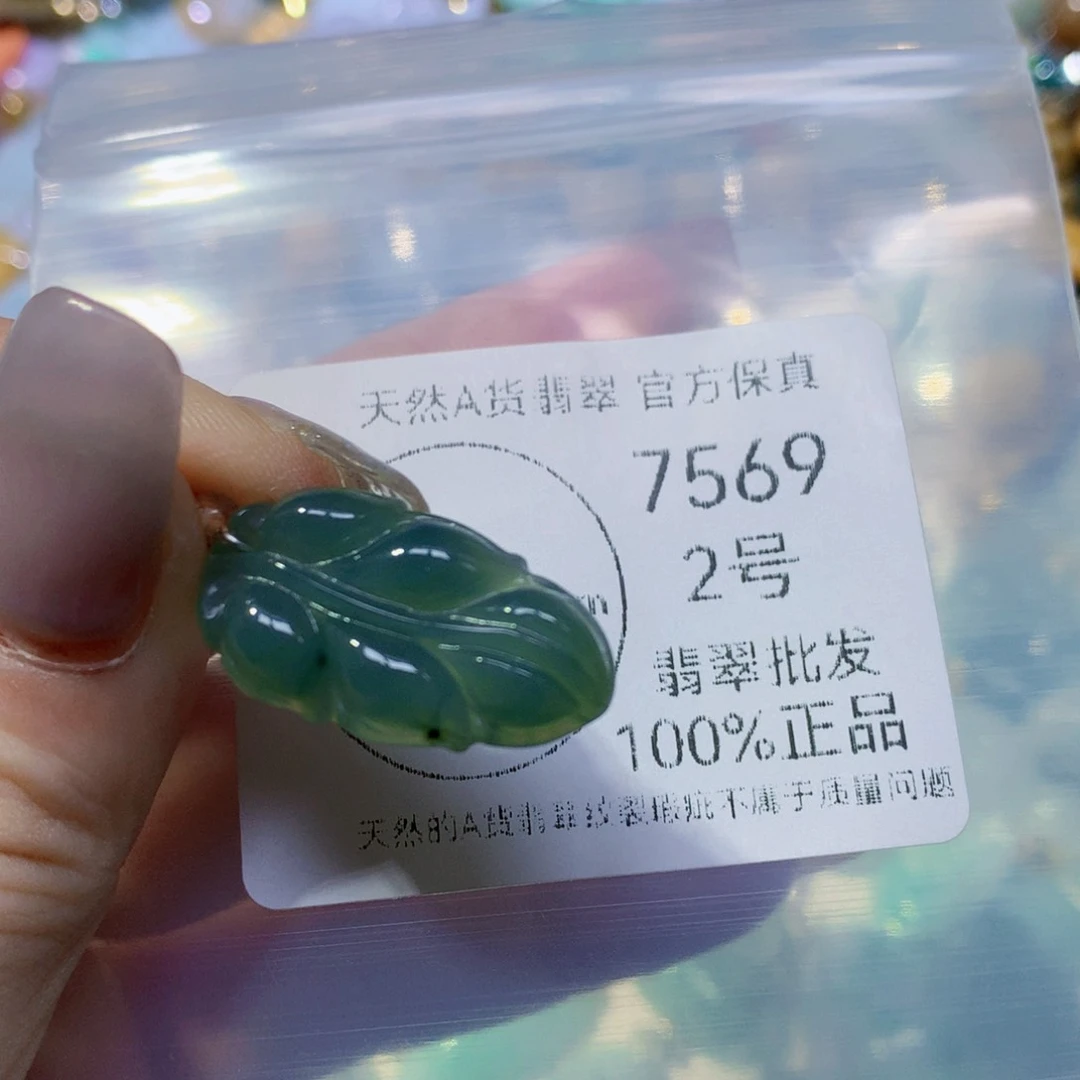 天然A货翡翠 官方保真
7569
2号
翡翠批发
100%正品
天然的A货翡翠纹裂瑕疵不属于质量问题